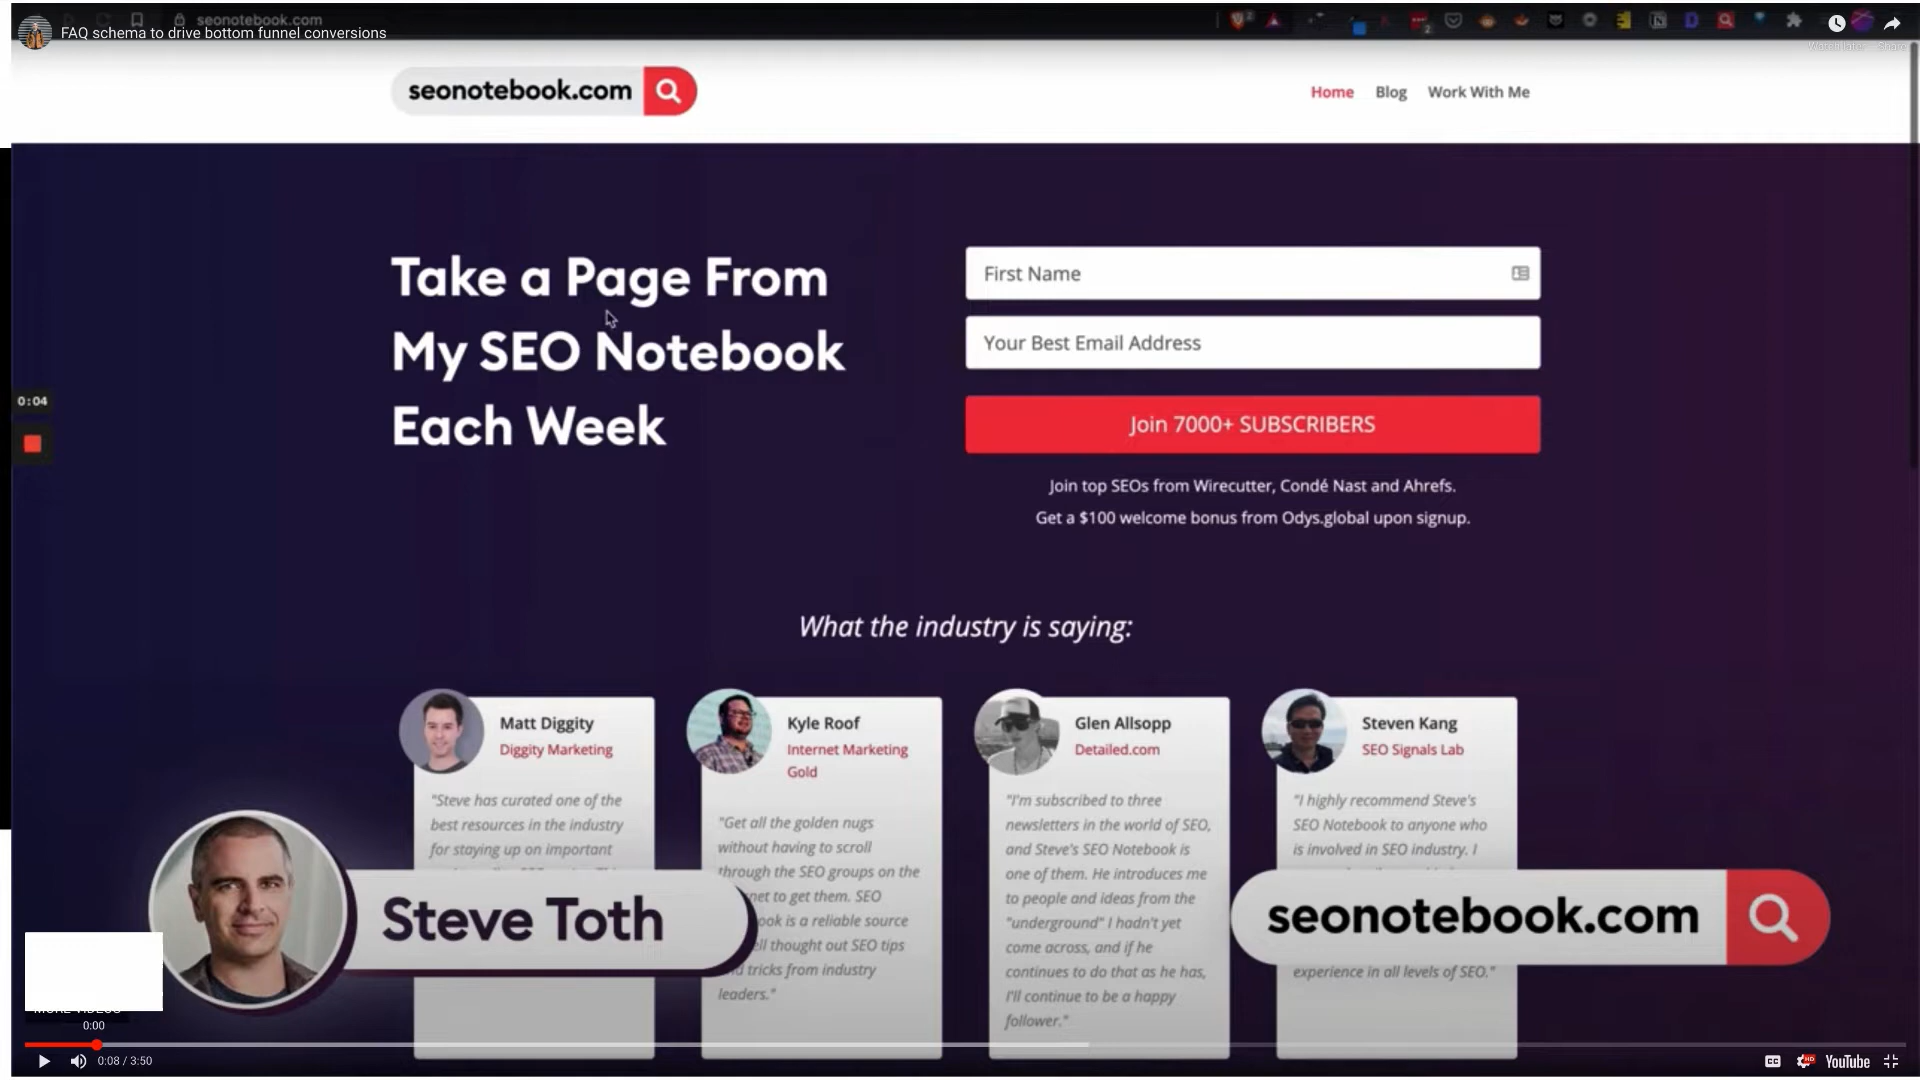 seonotebook.com
FAQ schema to drive bottom funnel conversions
Watch later
Share
seonotebook.com
Home
Blog
Work With Me
Take a Page From
My SEO Notebook
Each Week
First Name
Your Best Email Address
Join 7000+ SUBSCRIBERS
Join top SEOs from Wirecutter, Condé Nast and Ahrefs.
Get a $100 welcome bonus from Odys.global upon signup.
0:04
What the industry is saying:
Matt Diggity
Diggity Marketing
"Steve has curated one of the
best resources in the industry
for staying up on important
Kyle Roof
Internet Marketing
Gold
"Get all the golden nugs
without having to scroll
through the SEO groups on the
net to get them. SEO
ook is a reliable source
ell thought out SEO tips
nd tricks from industry
leaders."
Glen Allsopp
Detailed.com
"I'm subscribed to three
newsletters in the world of SEO,
and Steve's SEO Notebook is
one of them. He introduces me
to people and ideas from the
"underground" I hadn't yet
come across, and if he
continues to do that as he has,
I'll continue to be a happy
follower."
Steven Kang
SEO Signals Lab
"I highly recommend Steve's
SEO Notebook to anyone who
is involved in SEO industry. I
experience in all levels of SEO."
Steve Toth
seonotebook.com
MORE VIDEOS
0:00
0:08 / 3:50
CC
HD
YouTube